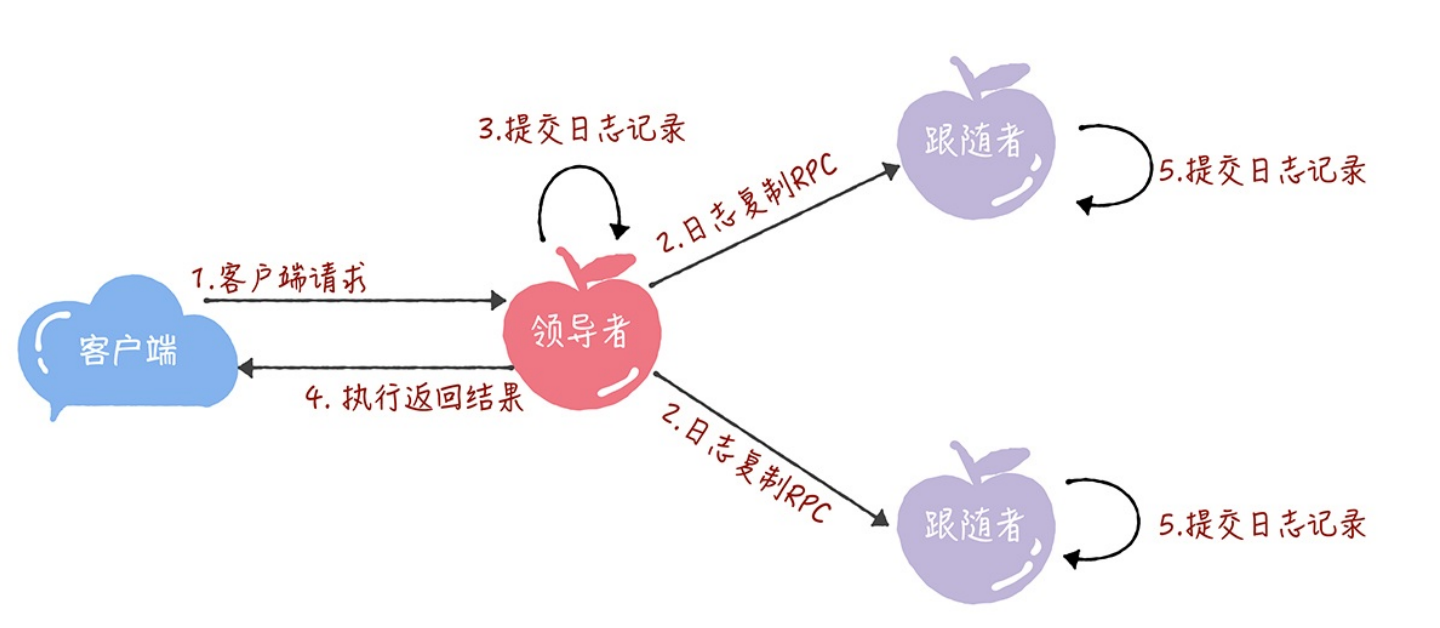 跟随者
3.提交日志记录
2.日志复制RPC
5.提交日志记录
1.客户端请求
领导者
客户端
4. 执行返回结果
2.日志复制RPC
跟随者
5.提交日志记录